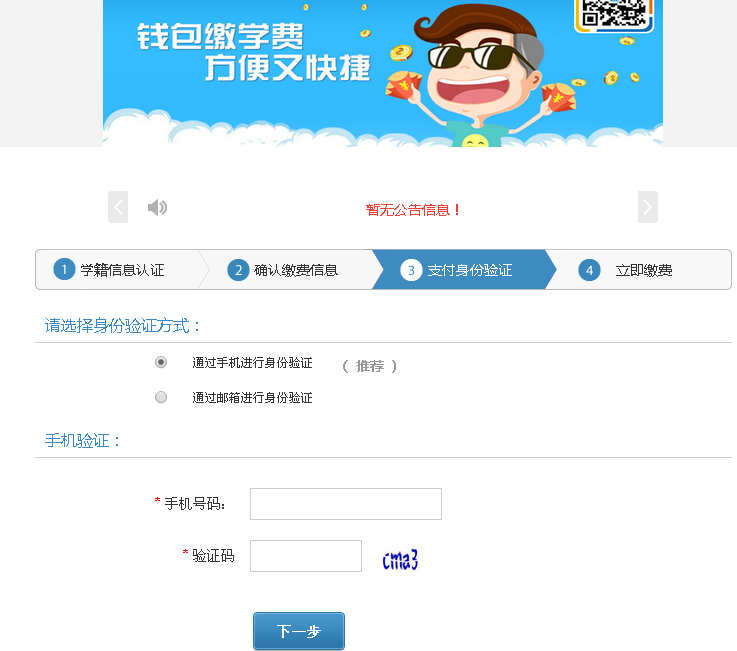 钱包缴学费
方便又快捷
暂无公告信息！
1 学籍信息认证 2 确认缴费信息 3 支付身份验证 4 立即缴费
请选择身份验证方式：
通过手机进行身份验证 （ 推荐 ）
通过邮箱进行身份验证
手机验证：
* 手机号码：
* 验证码 cma3
下一步